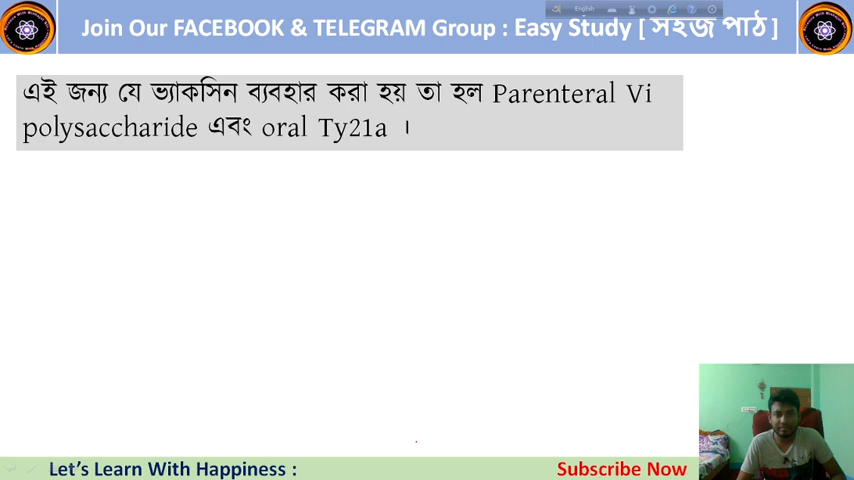 Join Our FACEBOOK & TELEGRAM Group : Easy Study [ সহজ পাঠ ]
English
এই জন্য যে ভ্যাকসিন ব্যবহার করা হয় তা হল Parenteral Vi
polysaccharide এবং oral Ty21a ।
Let's Learn With Happiness :
Subscribe Now